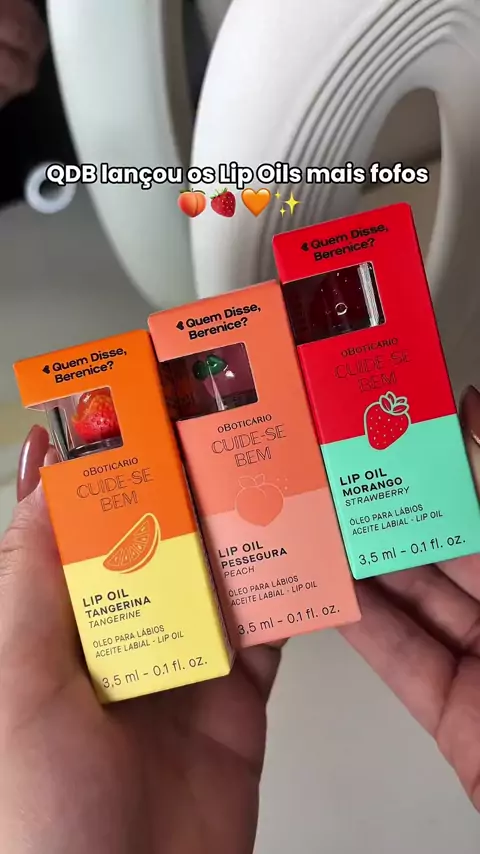 QDB lançou os Lip Oils mais fofos
🍑🍓🧡✨
Quem Disse,
Berenice?
oBoticário
CUIDE-SE
BEM
LIP OIL
TANGERINA
TANGERINE
ÓLEO PARA LÁBIOS
ACEITE LABIAL - LIP OIL
3,5 ml - 0.1 fl. oz.
Quem Disse,
Berenice?
oBoticário
CUIDE-SE
BEM
LIP OIL
PESSEGURA
PEACH
ÓLEO PARA LÁBIOS
ACEITE LABIAL - LIP OIL
3,5 ml - 0.1 fl. oz.
Quem Disse,
Berenice?
oBoticário
CUIDE-SE
BEM
LIP OIL
MORANGO
STRAWBERRY
ÓLEO PARA LÁBIOS
ACEITE LABIAL - LIP OIL
3,5 ml - 0.1 fl. oz.